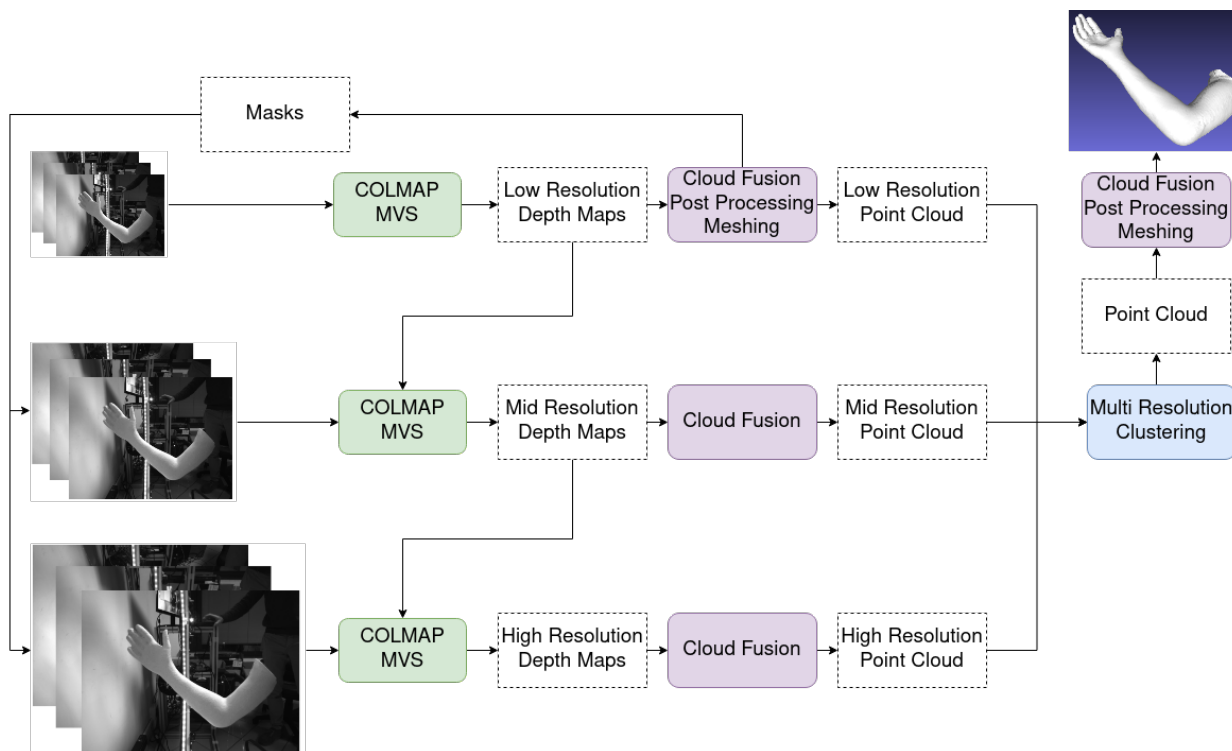 Masks
COLMAP
MVS
Low Resolution
Depth Maps
Cloud Fusion
Post Processing
Meshing
Low Resolution
Point Cloud
Cloud Fusion
Post Processing
Meshing
Point Cloud
COLMAP
MVS
Mid Resolution
Depth Maps
Cloud Fusion
Mid Resolution
Point Cloud
Multi Resolution
Clustering
COLMAP
MVS
High Resolution
Depth Maps
Cloud Fusion
High Resolution
Point Cloud